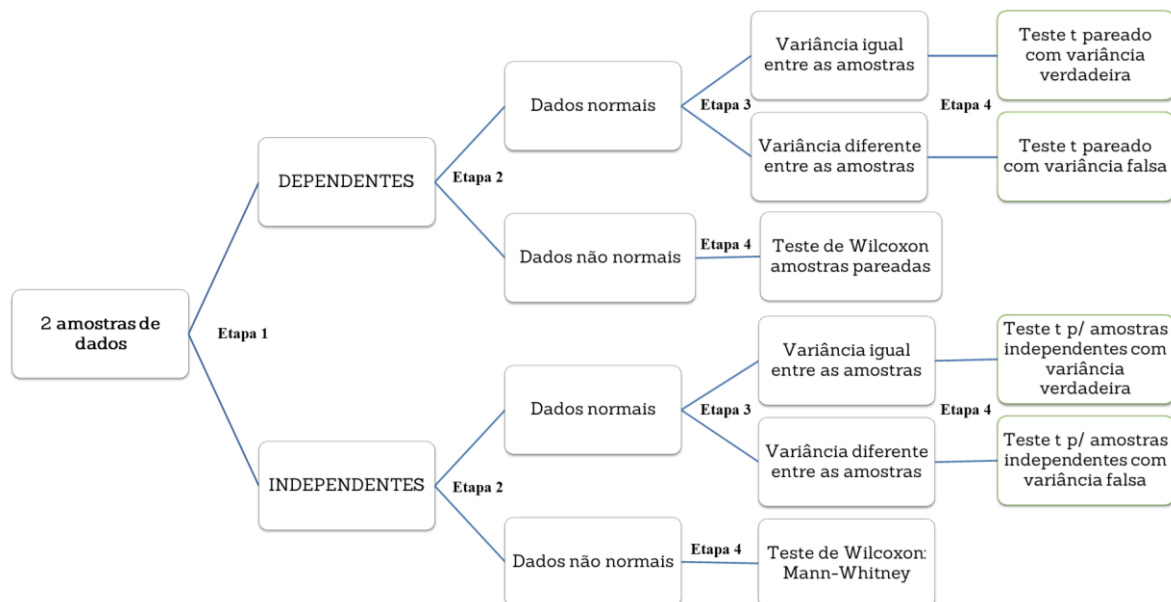 2 amostras de
dados
Etapa 1
DEPENDENTES
Etapa 2
Dados normais
Etapa 3
Variância igual
entre as amostras
Etapa 4
Teste t pareado
com variância
verdadeira
Variância diferente
entre as amostras
Teste t pareado
com variância falsa
Dados não normais
Etapa 4
Teste de Wilcoxon
amostras pareadas
INDEPENDENTES
Etapa 2
Dados normais
Etapa 3
Variância igual
entre as amostras
Etapa 4
Teste t p/ amostras
independentes com
variância
verdadeira
Variância diferente
entre as amostras
Teste t p/ amostras
independentes com
variância falsa
Dados não normais
Etapa 4
Teste de Wilcoxon:
Mann-Whitney